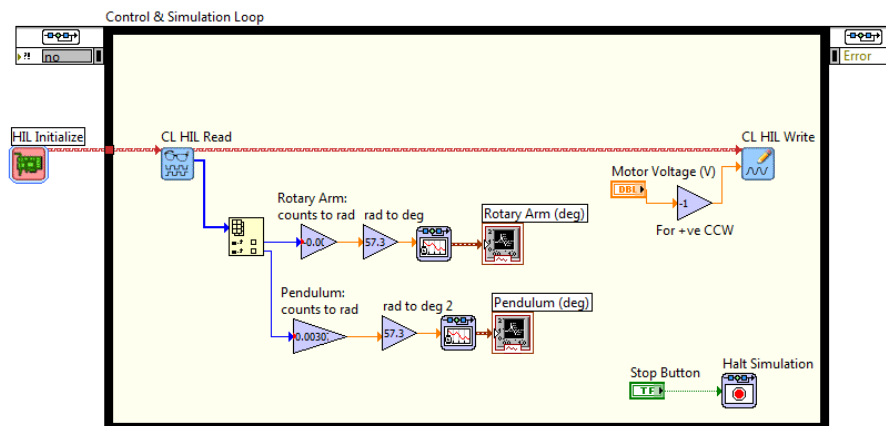 Control & Simulation Loop
?! no
Error
HIL Initialize
CL HIL Read
CL HIL Write
Motor Voltage (V)
DBL
-1
For +ve CCW
Rotary Arm:
counts to rad
rad to deg
Rotary Arm (deg)
-0.00
57.3
Pendulum:
counts to rad
rad to deg 2
Pendulum (deg)
0.0030
57.3
Stop Button
Halt Simulation
TF